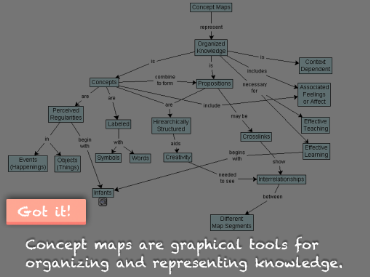 Concept Maps
represent
Organized
Knowledge
is
is
is
includes
necessary
for
Context
Dependent
Concepts
combine
to form
Propositions
Associated
Feelings
or Affect
are
are
are
include
may be
Perceived
Regularities
Labeled
Hierarchically
Structured
Effective
Teaching
Crosslinks
begin
with
in
with
aids
show
begins
with
Effective
Learning
Events
(Happenings)
Objects
(Things)
Symbols
Words
Creativity
needed
to see
Interrelationships
Infants
between
Different
Map Segments
Got it!
Concept maps are graphical tools for
organizing and representing knowledge.